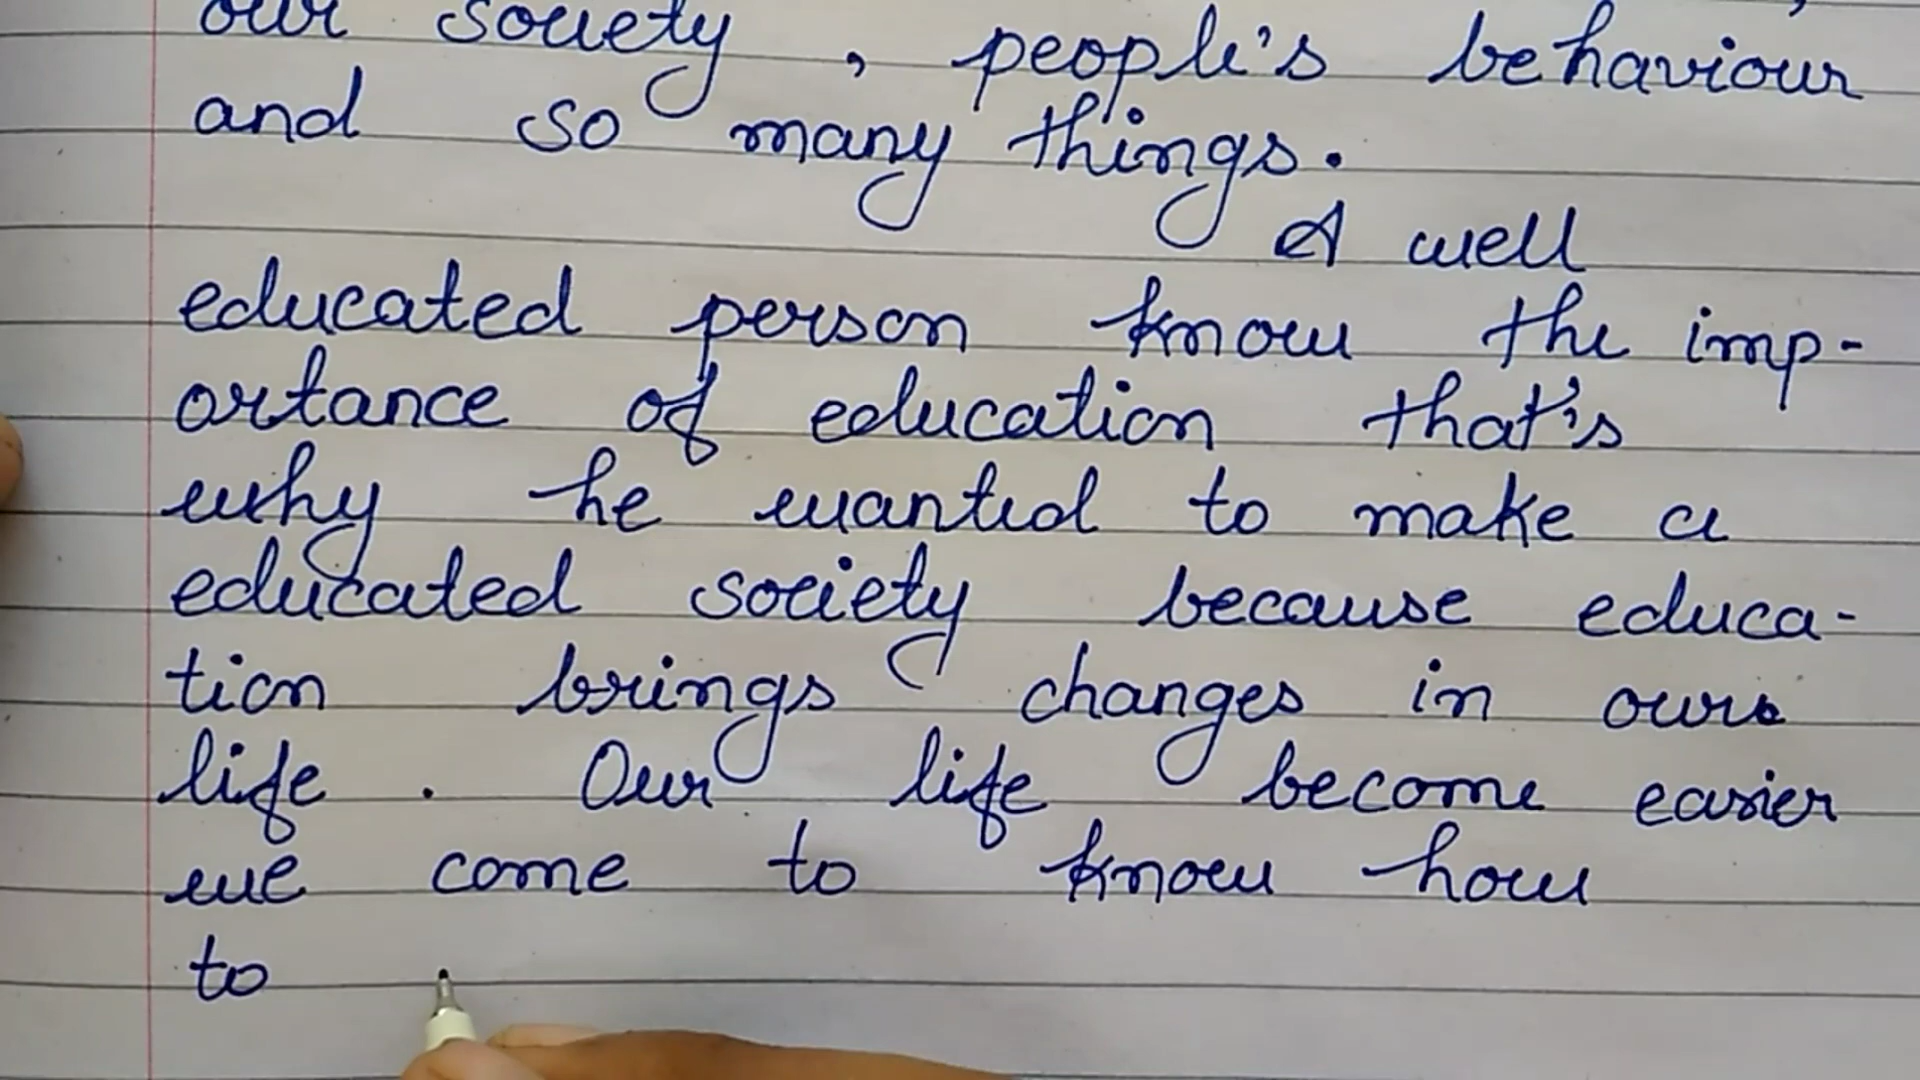 our society, people's behaviour
and so many things.
A well
educated person know the imp-
ortance of education that's
why he wanted to make a
educated society because educa-
tion brings changes in ours
life. Our life become easier
we come to know how
to